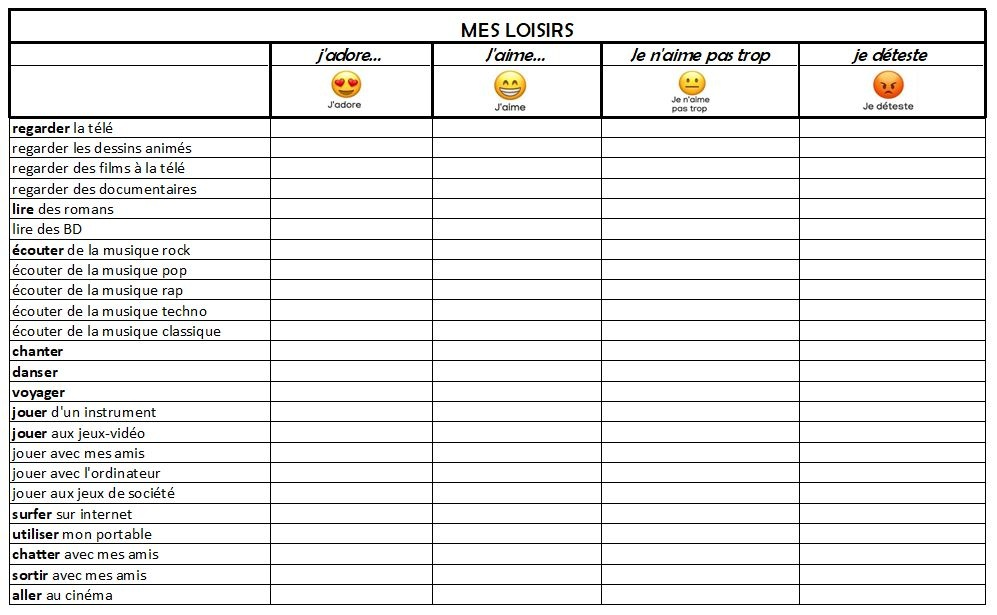 MES LOISIRS
j'adore... J'aime... Je n'aime pas trop je déteste
J'adore J'aime Je n'aime pas trop Je déteste
regarder la télé
regarder les dessins animés
regarder des films à la télé
regarder des documentaires
lire des romans
lire des BD
écouter de la musique rock
écouter de la musique pop
écouter de la musique rap
écouter de la musique techno
écouter de la musique classique
chanter
danser
voyager
jouer d'un instrument
jouer aux jeux-vidéo
jouer avec mes amis
jouer avec l'ordinateur
jouer aux jeux de société
surfer sur internet
utiliser mon portable
chatter avec mes amis
sortir avec mes amis
aller au cinéma